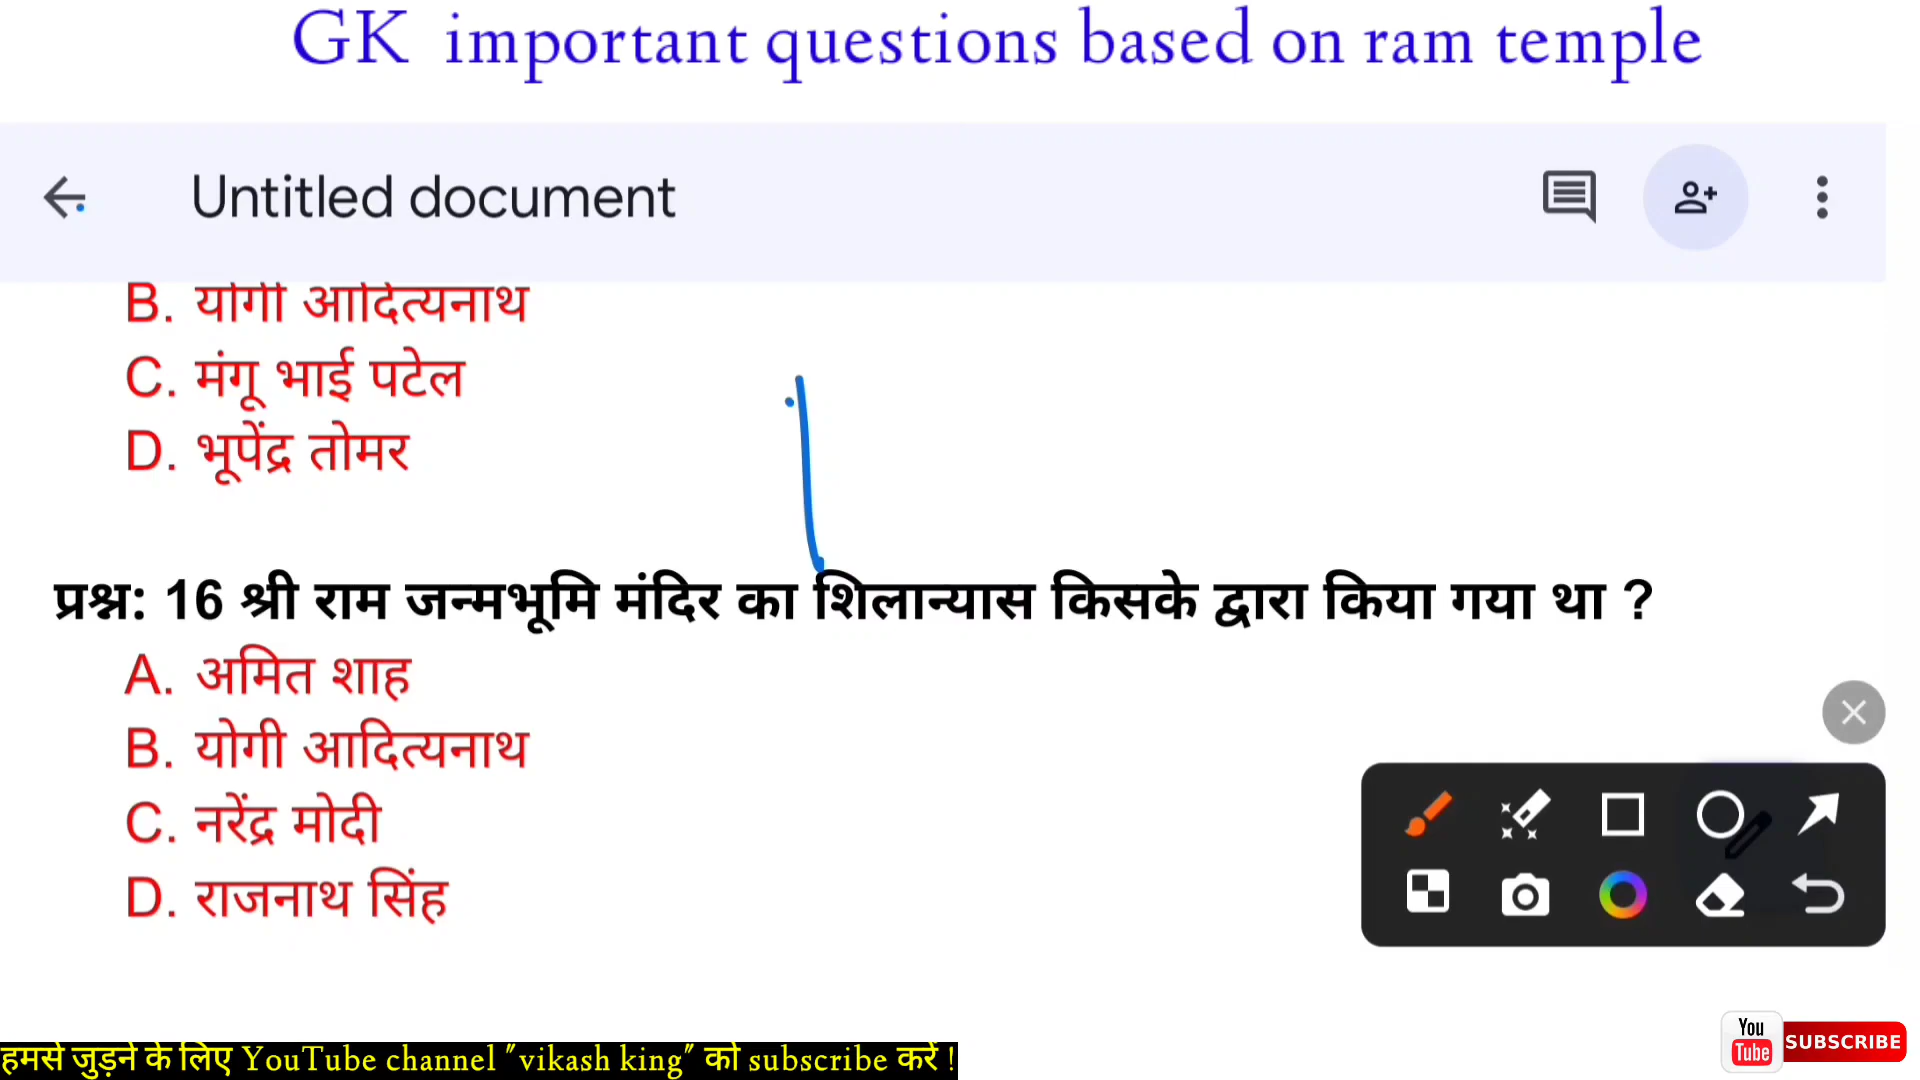 GK important questions based on ram temple
Untitled document
B. योगी आदित्यनाथ
C. मंगू भाई पटेल
D. भूपेंद्र तोमर
प्रश्न: 16 श्री राम जन्मभूमि मंदिर का शिलान्यास किसके द्वारा किया गया था ?
A. अमित शाह
B. योगी आदित्यनाथ
C. नरेंद्र मोदी
D. राजनाथ सिंह
हमसे जुड़ने के लिए YouTube channel "vikash king" को subscribe करें !
You
Tube
SUBSCRIBE